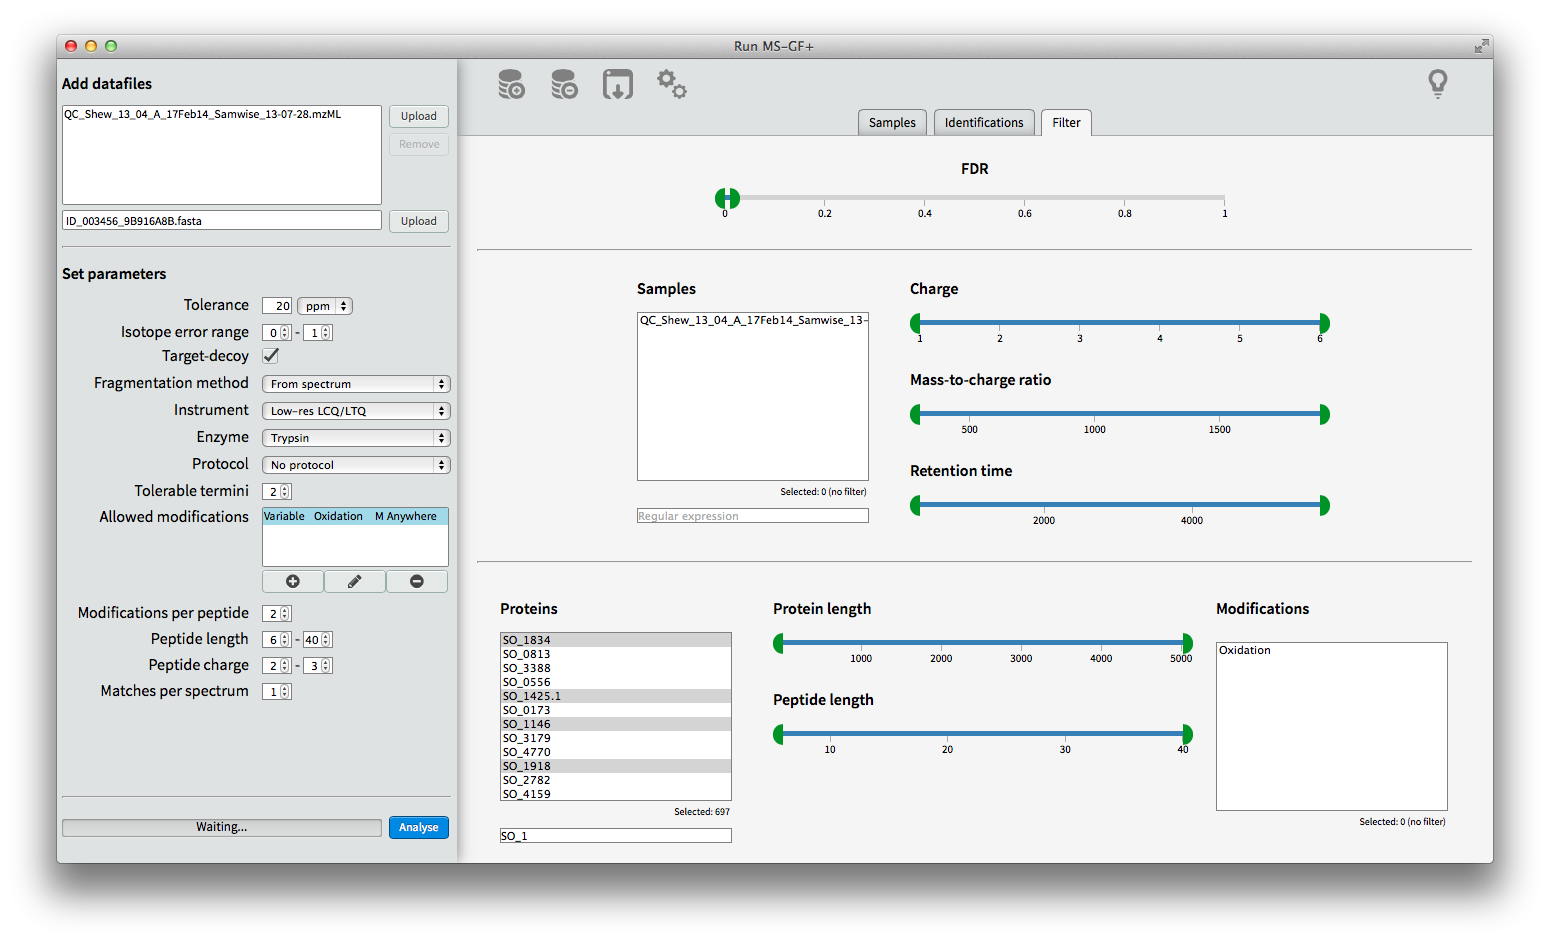 Run MS-GF+
Add datafiles
QC_Shew_13_04_A_17Feb14_Samwise_13-07-28.mzML
Upload
Remove
ID_003456_9B916A8B.fasta
Upload
Set parameters
Tolerance 20 ppm
Isotope error range 0 - 1
Target-decoy
Fragmentation method From spectrum
Instrument Low-res LCQ/LTQ
Enzyme Trypsin
Protocol No protocol
Tolerable termini 2
Allowed modifications Variable Oxidation M Anywhere
Modifications per peptide 2
Peptide length 6 - 40
Peptide charge 2 - 3
Matches per spectrum 1
Waiting...
Analyse
Samples Identifications Filter
FDR
0 0.2 0.4 0.6 0.8 1
Samples
QC_Shew_13_04_A_17Feb14_Samwise_13-
Selected: 0 (no filter)
Regular expression
Charge
1 2 3 4 5 6
Mass-to-charge ratio
500 1000 1500
Retention time
2000 4000
Proteins
SO_1834
SO_0813
SO_3388
SO_0556
SO_1425.1
SO_0173
SO_1146
SO_3179
SO_4770
SO_1918
SO_2782
SO_4159
Selected: 697
SO_1
Protein length
1000 2000 3000 4000 5000
Peptide length
10 20 30 40
Modifications
Oxidation
Selected: 0 (no filter)